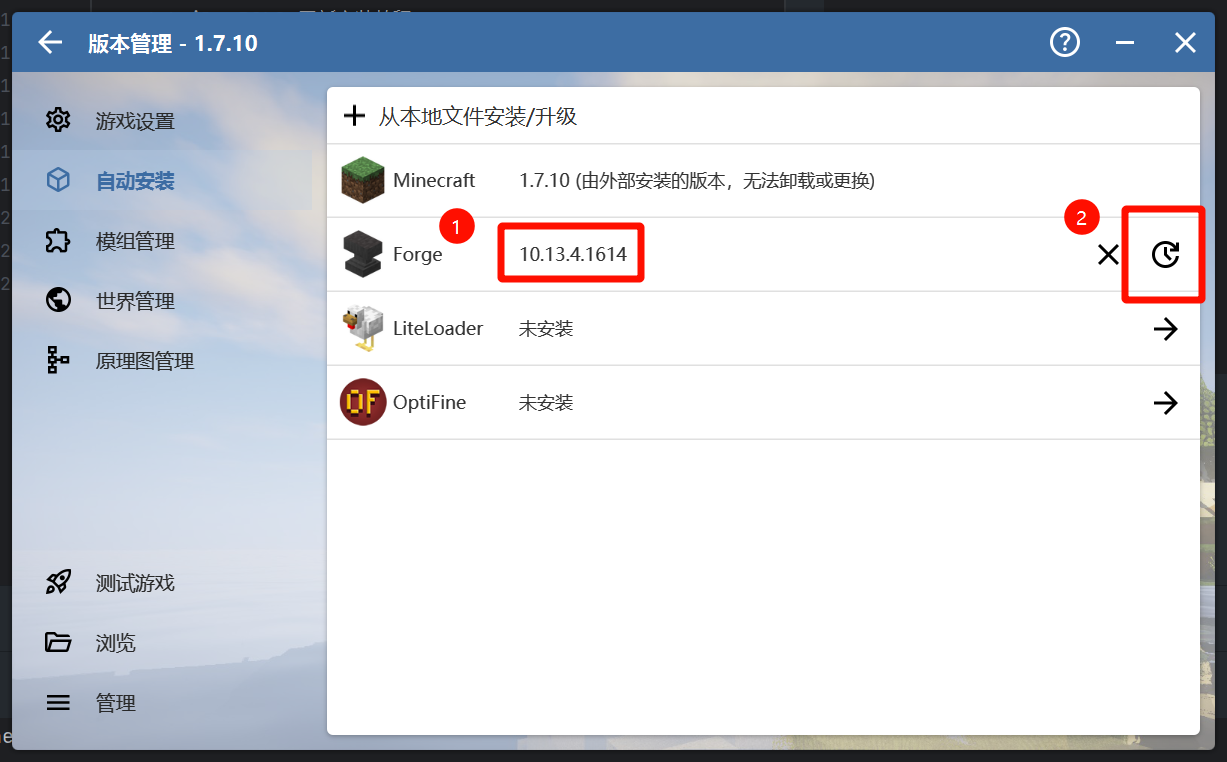 版本管理 - 1.7.10
游戏设置
自动安装
模组管理
世界管理
原理图管理
测试游戏
浏览
管理
从本地文件安装/升级
Minecraft 1.7.10 (由外部安装的版本，无法卸载或更换)
1 2
Forge 10.13.4.1614
LiteLoader 未安装
OF OptiFine 未安装